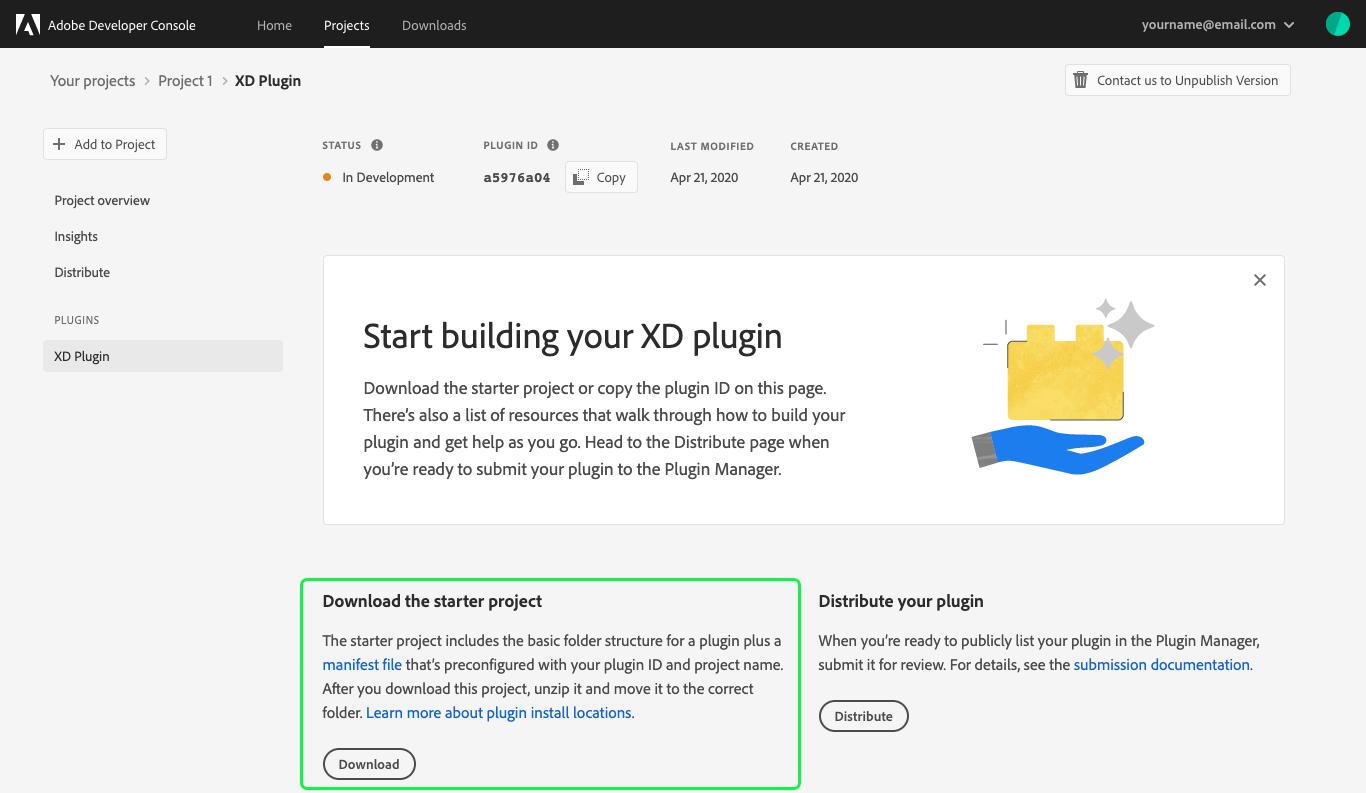 Adobe Developer Console
Home
Projects
Downloads
yourname@email.com
Your projects > Project 1 > XD Plugin
Contact us to Unpublish Version
Add to Project
Project overview
Insights
Distribute
PLUGINS
XD Plugin
STATUS
In Development
PLUGIN ID
a5976a04
Copy
LAST MODIFIED
Apr 21, 2020
CREATED
Apr 21, 2020
Start building your XD plugin
Download the starter project or copy the plugin ID on this page.
There's also a list of resources that walk through how to build your
plugin and get help as you go. Head to the Distribute page when
you're ready to submit your plugin to the Plugin Manager.
Download the starter project
The starter project includes the basic folder structure for a plugin plus a
manifest file that's preconfigured with your plugin ID and project name.
After you download this project, unzip it and move it to the correct
folder. Learn more about plugin install locations.
Download
Distribute your plugin
When you're ready to publicly list your plugin in the Plugin Manager,
submit it for review. For details, see the submission documentation.
Distribute